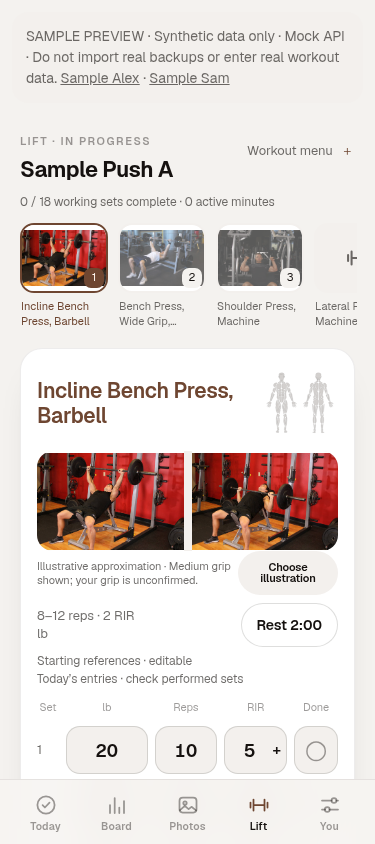 SAMPLE PREVIEW · Synthetic data only · Mock API
· Do not import real backups or enter real workout
data. Sample Alex · Sample Sam
LIFT · IN PROGRESS
Workout menu +
Sample Push A
0 / 18 working sets complete · 0 active minutes
1
2
3
Incline Bench
Press, Barbell
Bench Press,
Wide Grip,...
Shoulder Press,
Machine
Lateral
Machine
Incline Bench Press,
Barbell
Illustrative approximation · Medium grip
shown; your grip is unconfirmed.
Choose
illustration
8–12 reps · 2 RIR
lb
Rest 2:00
Starting references · editable
Today's entries · check performed sets
Set lb Reps RIR Done
1 20 10 5 +
Today Board Photos Lift You